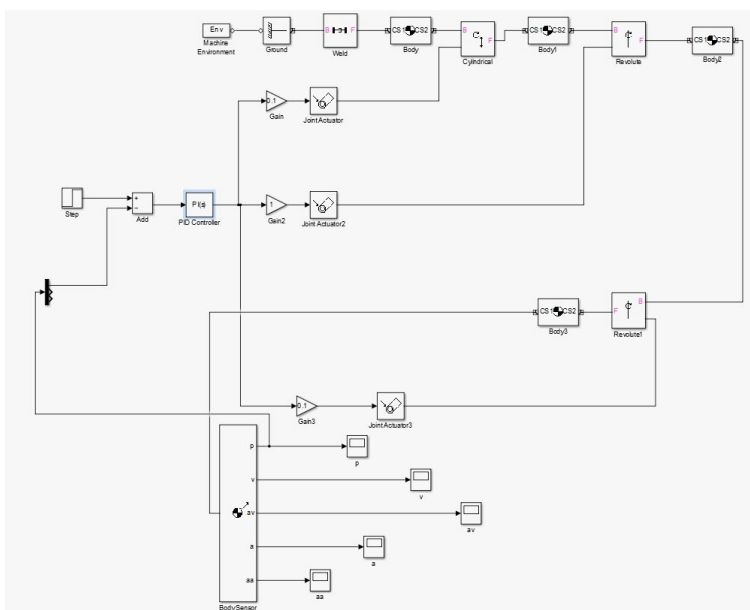 Env
Machine
Environment
Ground
B F
Weld
CS1 CS2
Body
B F
Cylindrical
CS1 CS2
Body1
B F
Revolute
CS1 CS2
Body2
0.1
Gain
Joint Actuator
Step
+
−
Add
PI(s)
PID Controller
1
Gain2
Joint Actuator2
CS1 CS2
Body3
B
F
Revolute1
0.1
Gain3
Joint Actuator3
p
p
v
v
av
av
a
a
aa
aa
Body Sensor